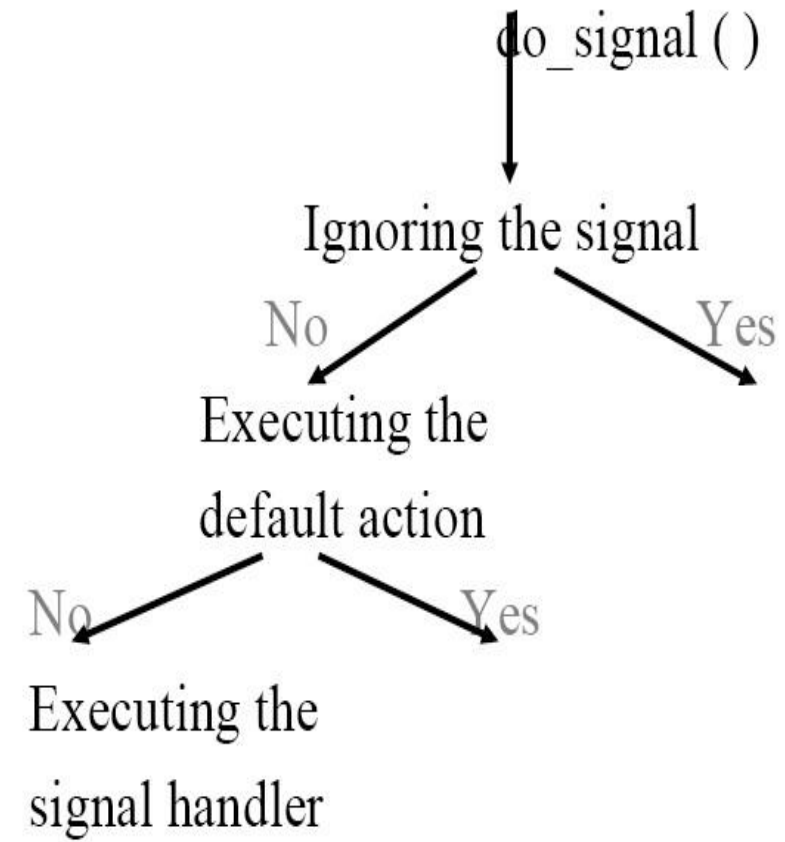 do_signal ( )
Ignoring the signal
No
Yes
Executing the
default action
No
Yes
Executing the
signal handler